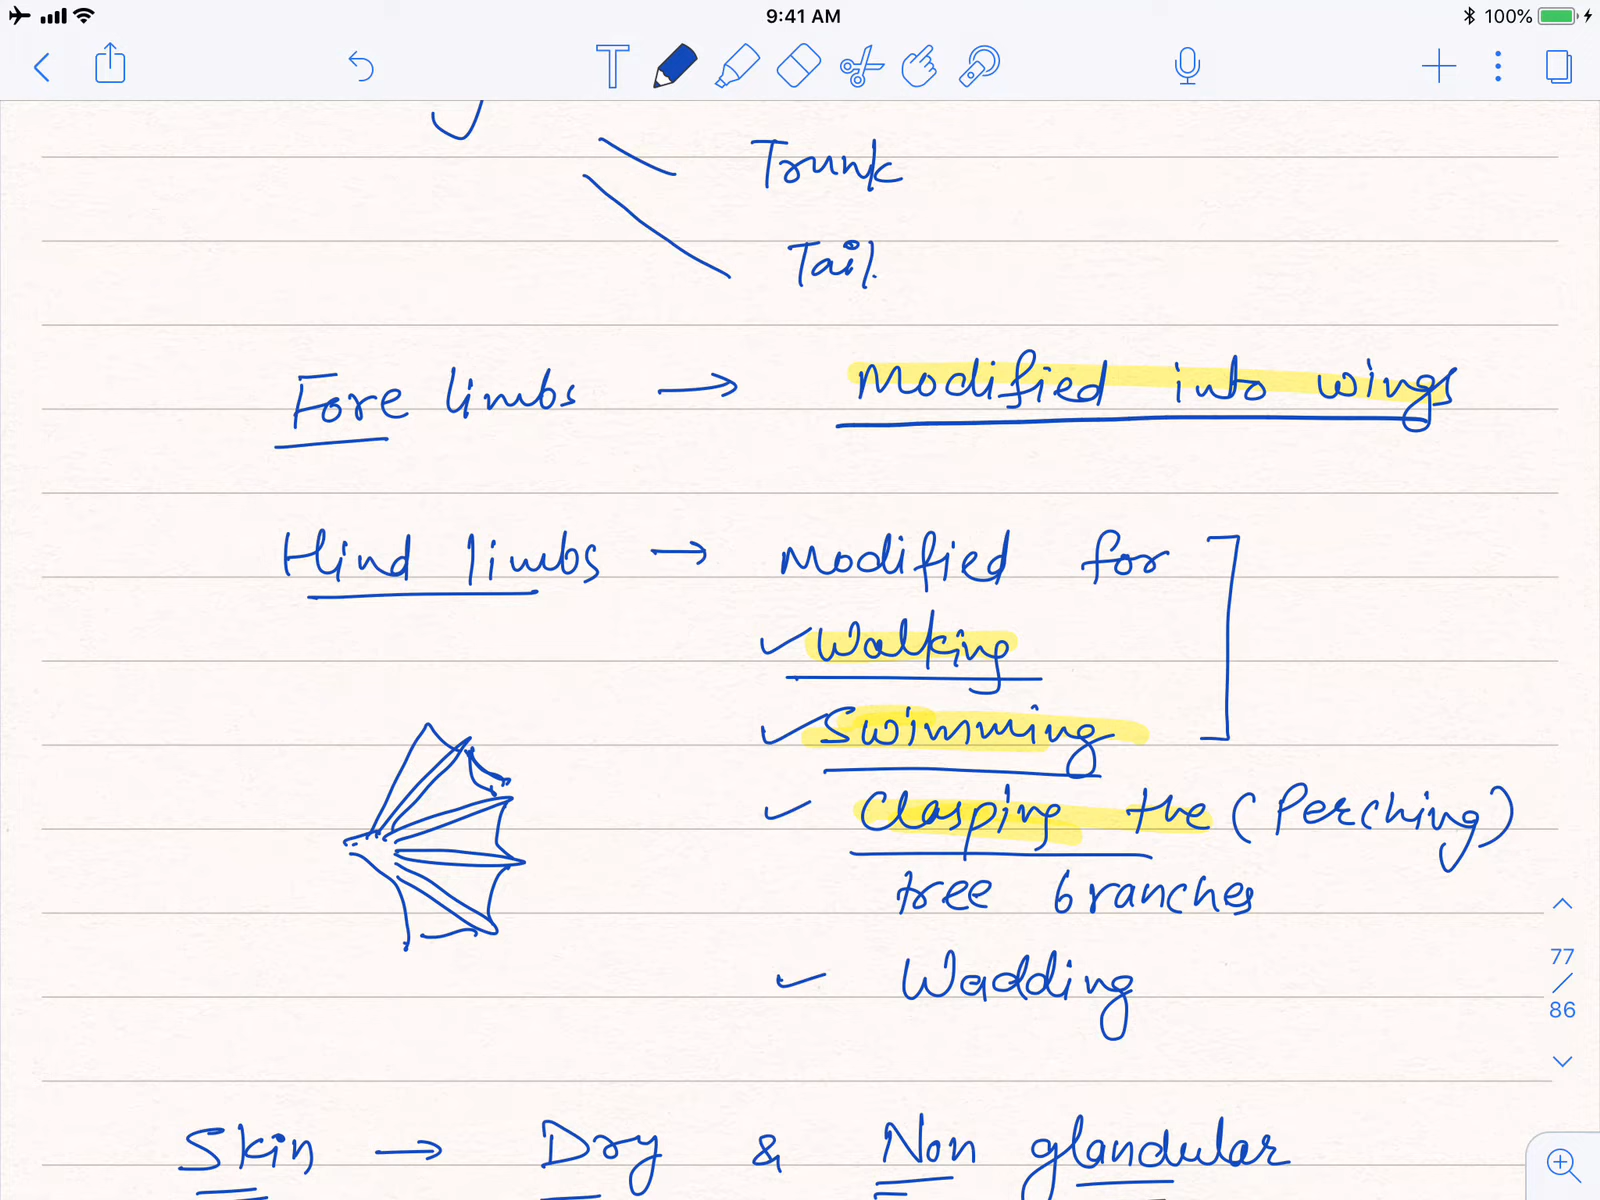 9:41 AM
100%
T
Trunk
Tail
Fore limbs → Modified into wings
Hind limbs → Modified for
✓ Walking
✓ Swimming
✓ Clasping the (Perching)
tree branches
✓ Wadding
77
/
86
Skin → Dry & Non glandular